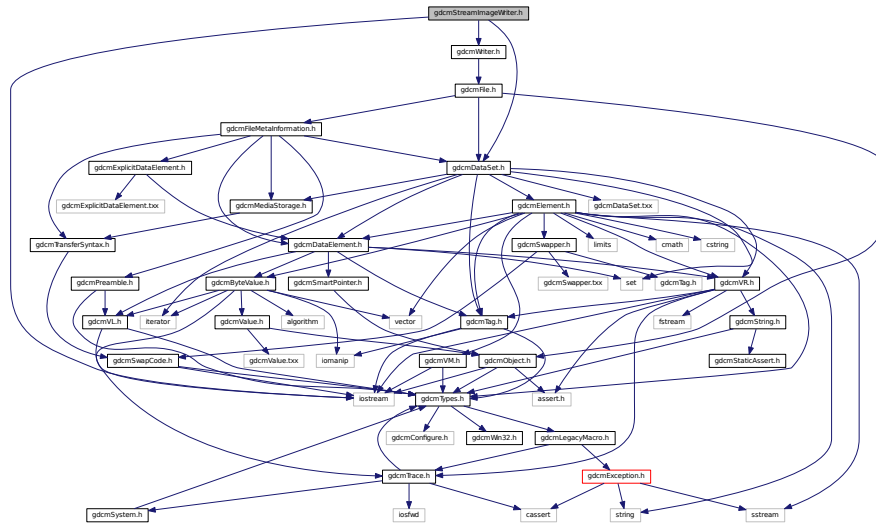 gdcmStreamImageWriter.h
gdcmWriter.h
gdcmFile.h
gdcmFileMetaInformation.h
gdcmExplicitDataElement.h
gdcmDataSet.h
gdcmExplicitDataElement.txx
gdcmMediaStorage.h
gdcmElement.h
gdcmDataSet.txx
gdcmTransferSyntax.h
gdcmDataElement.h
gdcmSwapper.h
limits
cmath
cstring
gdcmPreamble.h
gdcmByteValue.h
gdcmSmartPointer.h
gdcmSwapper.txx
set
gdcmTag.h
gdcmVR.h
gdcmVL.h
iterator
gdcmValue.h
algorithm
vector
gdcmTag.h
fstream
gdcmString.h
gdcmSwapCode.h
gdcmValue.txx
iomanip
gdcmVM.h
gdcmObject.h
gdcmStaticAssert.h
iostream
gdcmTypes.h
assert.h
gdcmConfigure.h
gdcmWin32.h
gdcmLegacyMacro.h
gdcmTrace.h
gdcmException.h
gdcmSystem.h
iosfwd
cassert
string
sstream